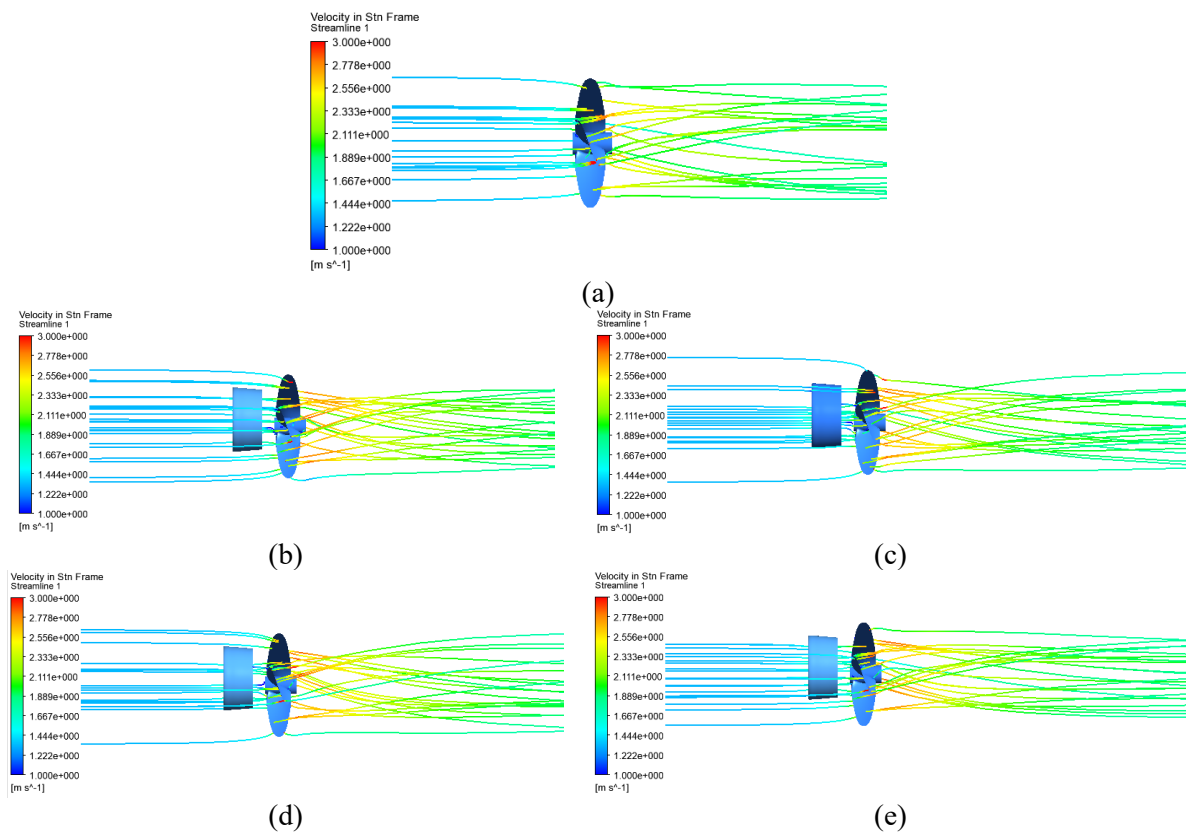 Velocity in Stn Frame
Streamline 1
3.000e+000
2.778e+000
2.556e+000
2.333e+000
2.111e+000
1.889e+000
1.667e+000
1.444e+000
1.222e+000
1.000e+000
[m s^-1]
(a)
Velocity in Stn Frame
Streamline 1
3.000e+000
2.778e+000
2.556e+000
2.333e+000
2.111e+000
1.889e+000
1.667e+000
1.444e+000
1.222e+000
1.000e+000
[m s^-1]
(b)
Velocity in Stn Frame
Streamline 1
3.000e+000
2.778e+000
2.556e+000
2.333e+000
2.111e+000
1.889e+000
1.667e+000
1.444e+000
1.222e+000
1.000e+000
[m s^-1]
(c)
Velocity in Stn Frame
Streamline 1
3.000e+000
2.778e+000
2.556e+000
2.333e+000
2.111e+000
1.889e+000
1.667e+000
1.444e+000
1.222e+000
1.000e+000
[m s^-1]
(d)
Velocity in Stn Frame
Streamline 1
3.000e+000
2.778e+000
2.556e+000
2.333e+000
2.111e+000
1.889e+000
1.667e+000
1.444e+000
1.222e+000
1.000e+000
[m s^-1]
(e)